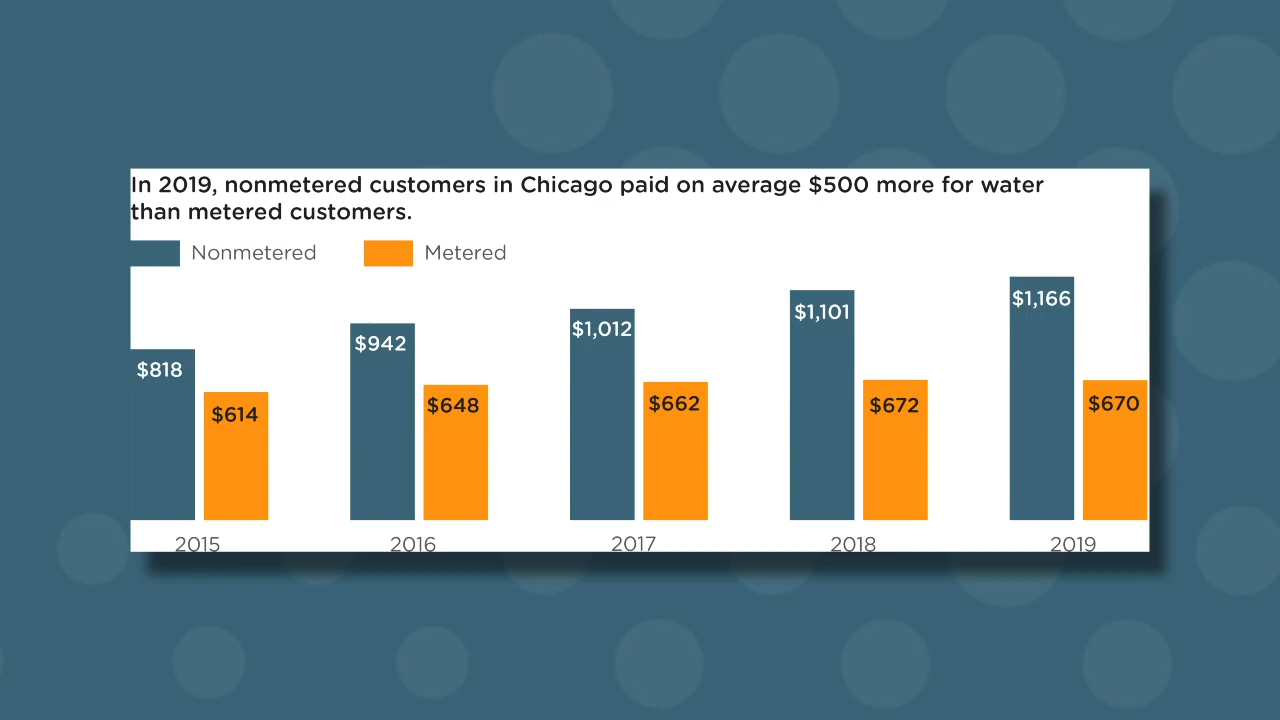 In 2019, nonmetered customers in Chicago paid on average $500 more for water
than metered customers.
Nonmetered Metered
$818 $614 $942 $648 $1,012 $662 $1,101 $672 $1,166 $670
2015 2016 2017 2018 2019